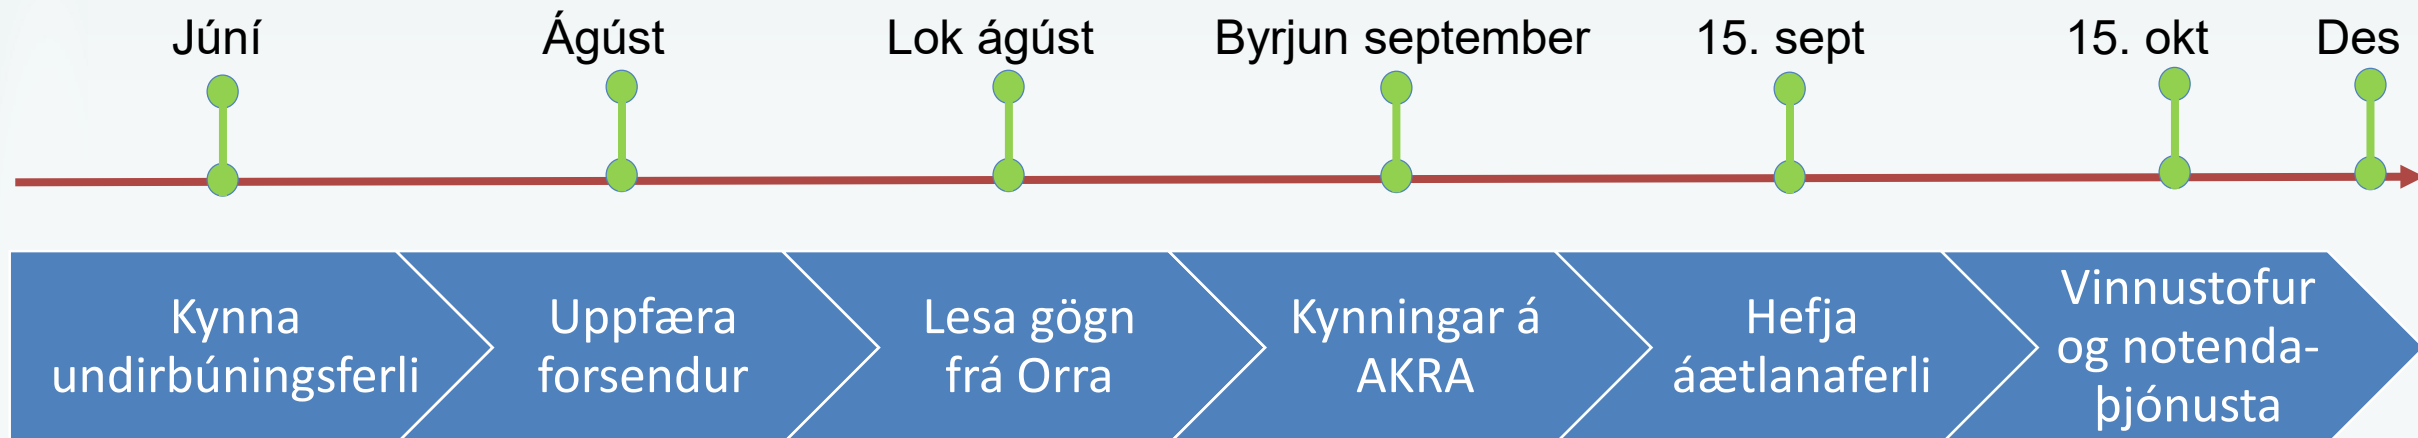 Júní
Ágúst
Lok ágúst
Byrjun september
15. sept
15. okt
Des
Kynna
undirbúningsferli
Uppfæra
forsendur
Lesa gögn
frá Orra
Kynningar á
AKRA
Hefja
áætlanaferli
Vinnustofur
og notenda-
þjónusta